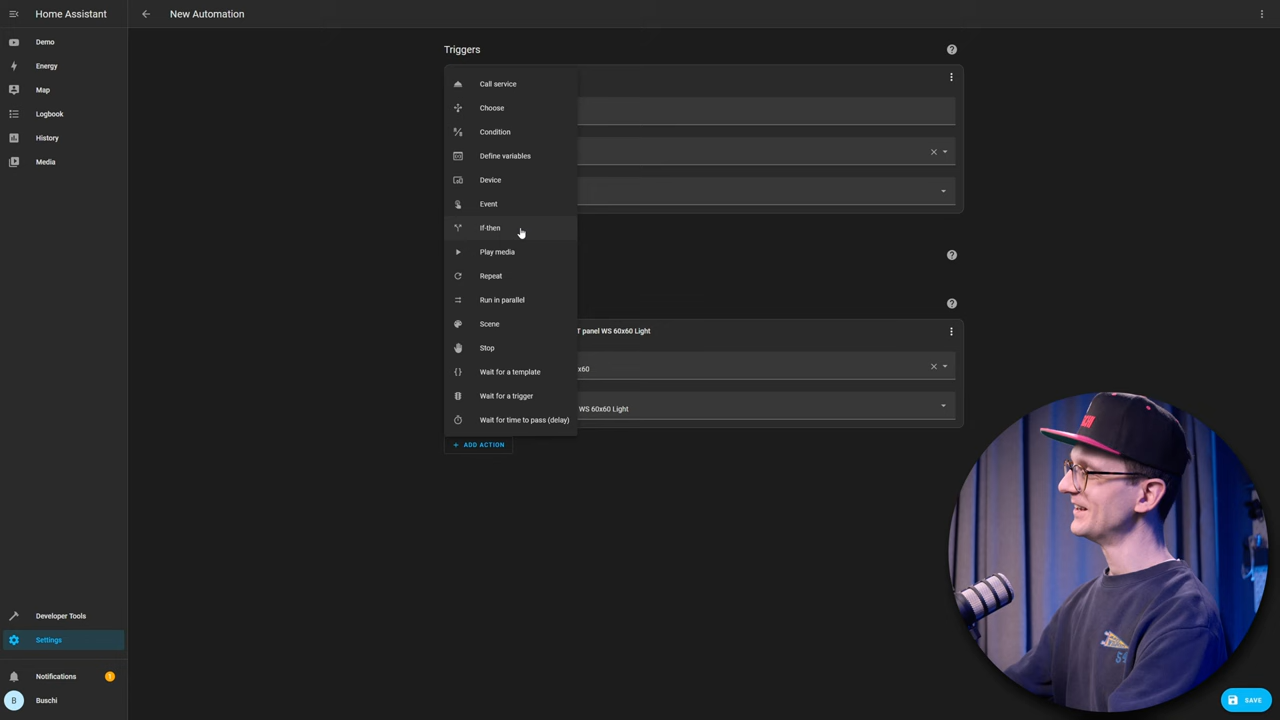 Home Assistant
New Automation
Demo
Energy
Map
Logbook
History
Media
Developer Tools
Settings
Notifications
1
B
Buschi
Triggers
Call service
Choose
Condition
Define variables
Device
Event
If-then
Play media
Repeat
Run in parallel
Scene
Stop
Wait for a template
Wait for a trigger
Wait for time to pass (delay)
T panel WS 60x60 Light
x60
WS 60x60 Light
+ ADD ACTION
SAVE